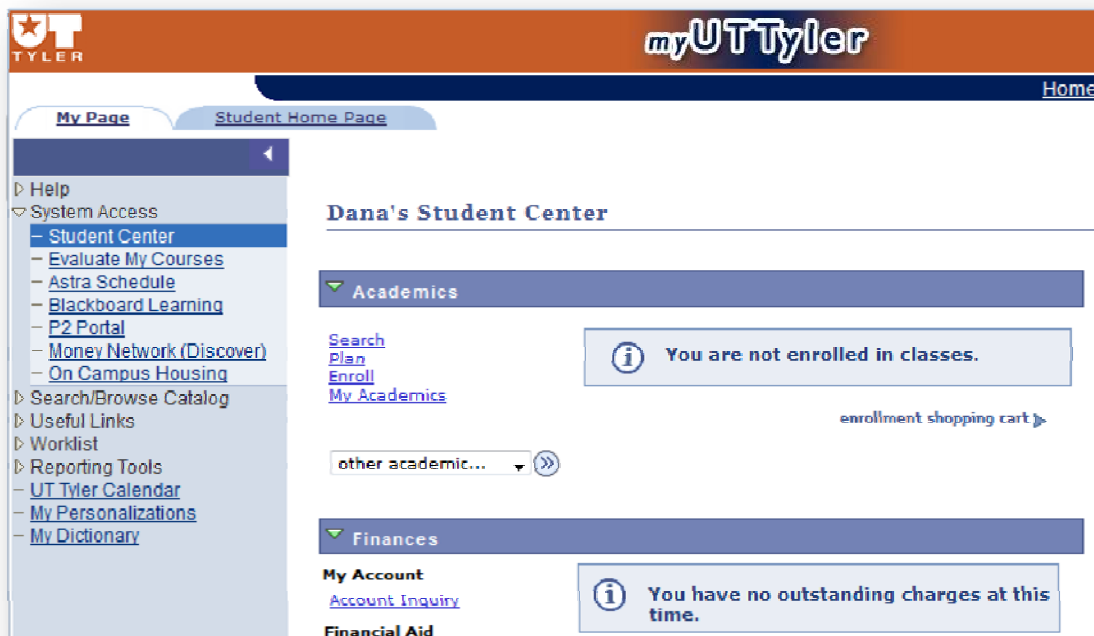 UT
TYLER
myUTTyler
Home
My Page
Student Home Page
Help
System Access
Student Center
Evaluate My Courses
Astra Schedule
Blackboard Learning
P2 Portal
Money Network (Discover)
On Campus Housing
Search/Browse Catalog
Useful Links
Worklist
Reporting Tools
UT Tyler Calendar
My Personalizations
My Dictionary
Dana's Student Center
Academics
Search
Plan
Enroll
My Academics
You are not enrolled in classes.
enrollment shopping cart
other academic...
Finances
My Account
Account Inquiry
Financial Aid
You have no outstanding charges at this
time.